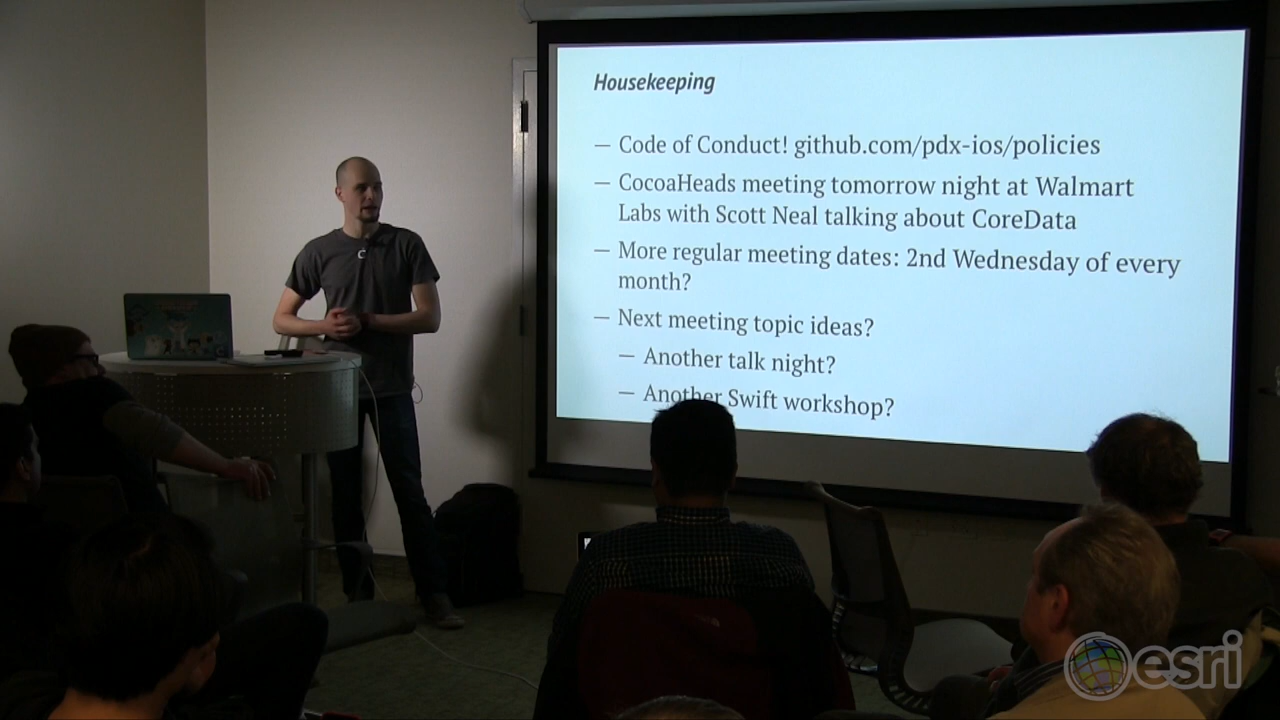 Housekeeping
— Code of Conduct! github.com/pdx-ios/policies
— CocoaHeads meeting tomorrow night at Walmart
Labs with Scott Neal talking about CoreData
— More regular meeting dates: 2nd Wednesday of every
month?
— Next meeting topic ideas?
— Another talk night?
— Another Swift workshop?
esri